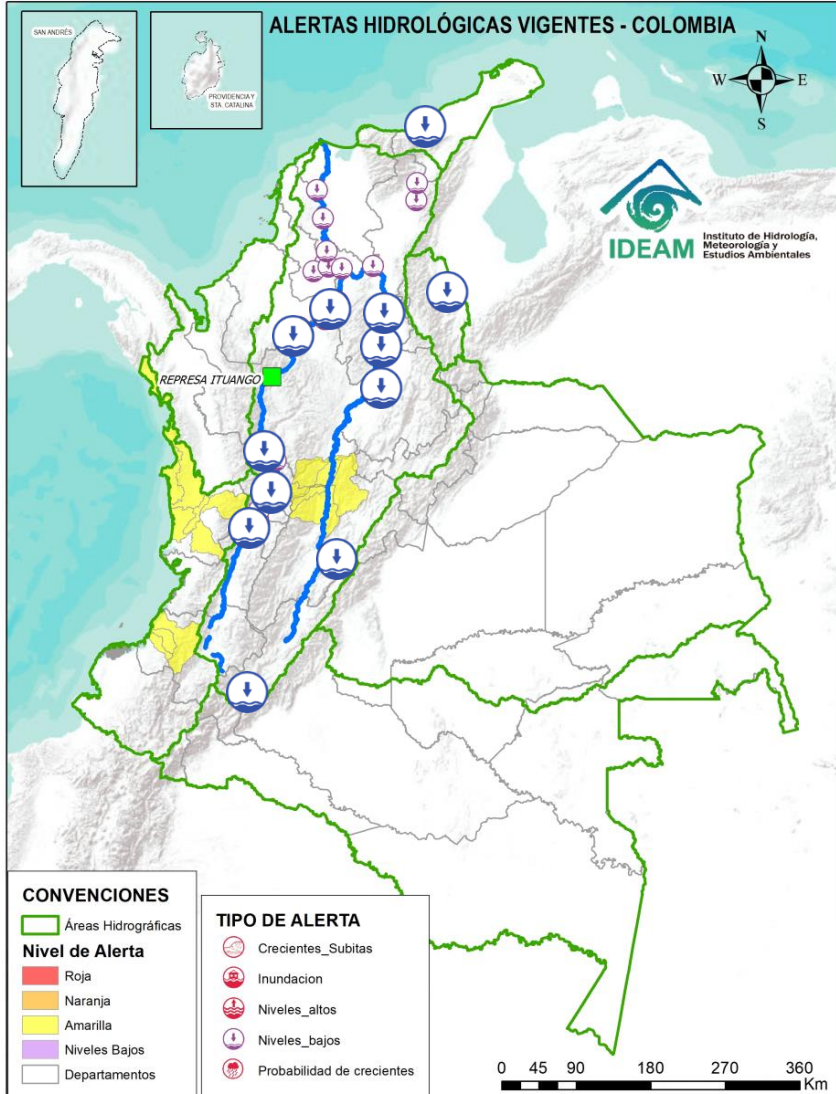 ALERTAS HIDROLÓGICAS VIGENTES - COLOMBIA
SAN ANDRÉS
PROVIDENCIA Y
STA. CATALINA
N
W
E
S
IDEAM
Instituto de Hidrología,
Meteorología y
Estudios Ambientales
REPRESA ITUANGO
CONVENCIONES
Áreas Hidrográficas
Nivel de Alerta
Roja
Naranja
Amarilla
Niveles Bajos
Departamentos
TIPO DE ALERTA
Crecientes_Subitas
Inundacion
Niveles_altos
Niveles_bajos
Probabilidad de crecientes
0 45 90 180 270 360
Km